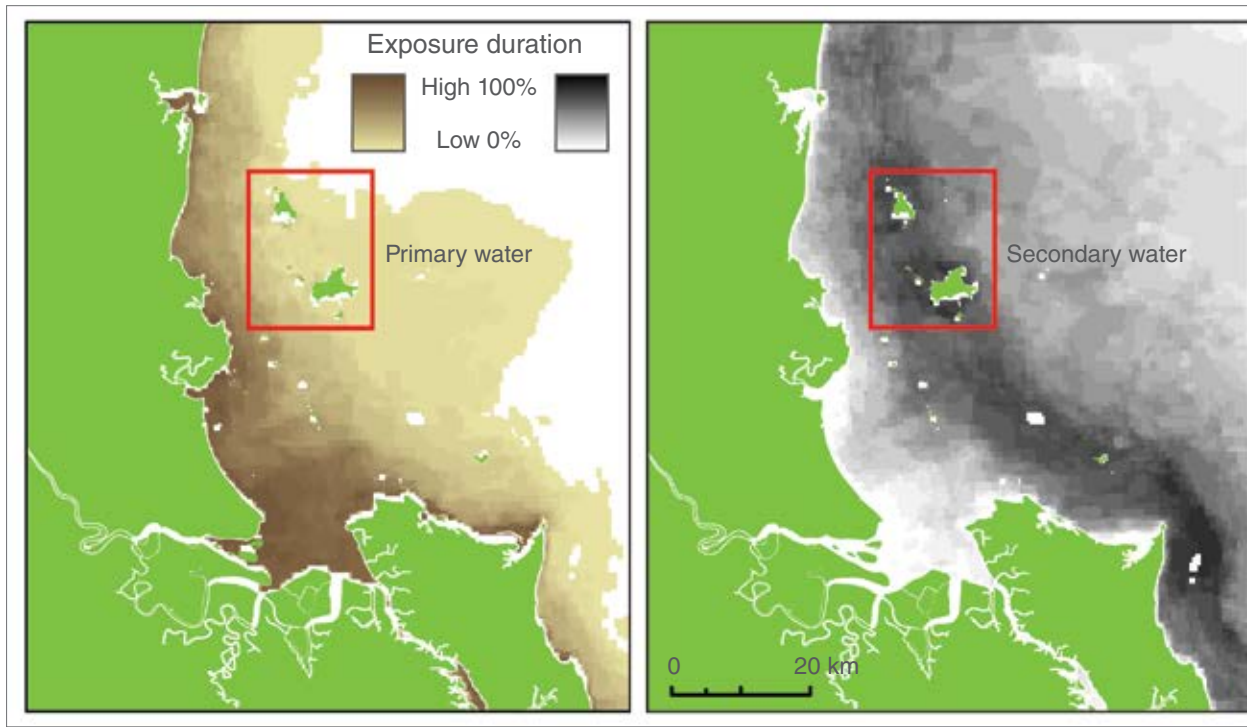 Exposure duration
High 100%
Low 0%
Primary water
Secondary water
0 20 km